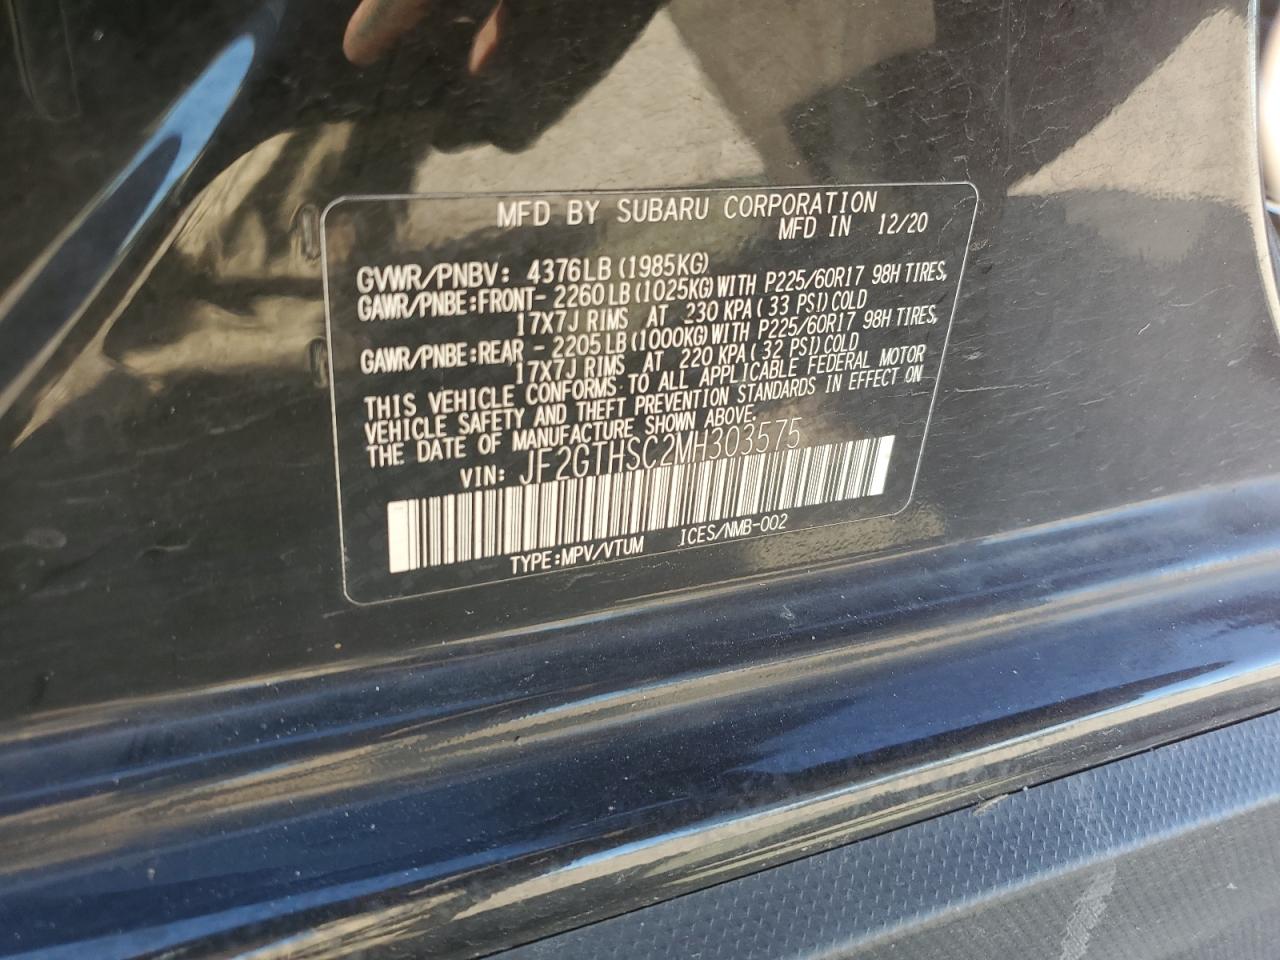 MFD BY SUBARU CORPORATION
MFD IN 12/20
GVWR/PNBV: 4376LB(1985KG)
GAWR/PNBE:FRONT- 2260LB(1025KG)WITH P225/60R17 98H TIRES,
17X7J RIMS AT 230 KPA( 33 PSI)COLD
GAWR/PNBE:REAR - 2205LB(1000KG)WITH P225/60R17 98H TIRES,
17X7J RIMS AT 220 KPA( 32 PSI)COLD
THIS VEHICLE CONFORMS TO ALL APPLICABLE FEDERAL MOTOR
VEHICLE SAFETY AND THEFT PREVENTION STANDARDS IN EFFECT ON
THE DATE OF MANUFACTURE SHOWN ABOVE.
VIN: JF2GTHSC2MH303575
TYPE:MPV/VTUM ICES/NMB-002